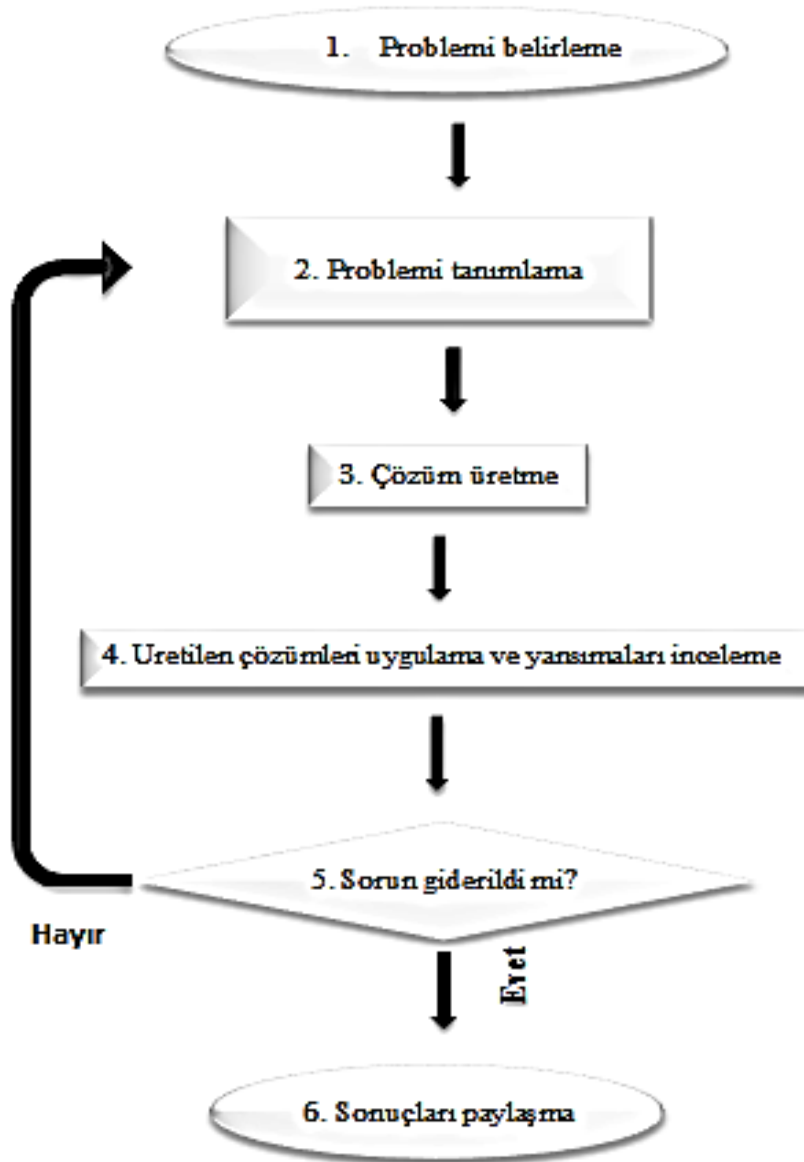 1. Problemi belirleme
2. Problemi tanımlama
3. Çözüm üretme
4. Üretilen çözümleri uygulama ve yansımaları inceleme
5. Sorun giderildi mi?
Hayır
Evet
6. Sonuçları paylaşma